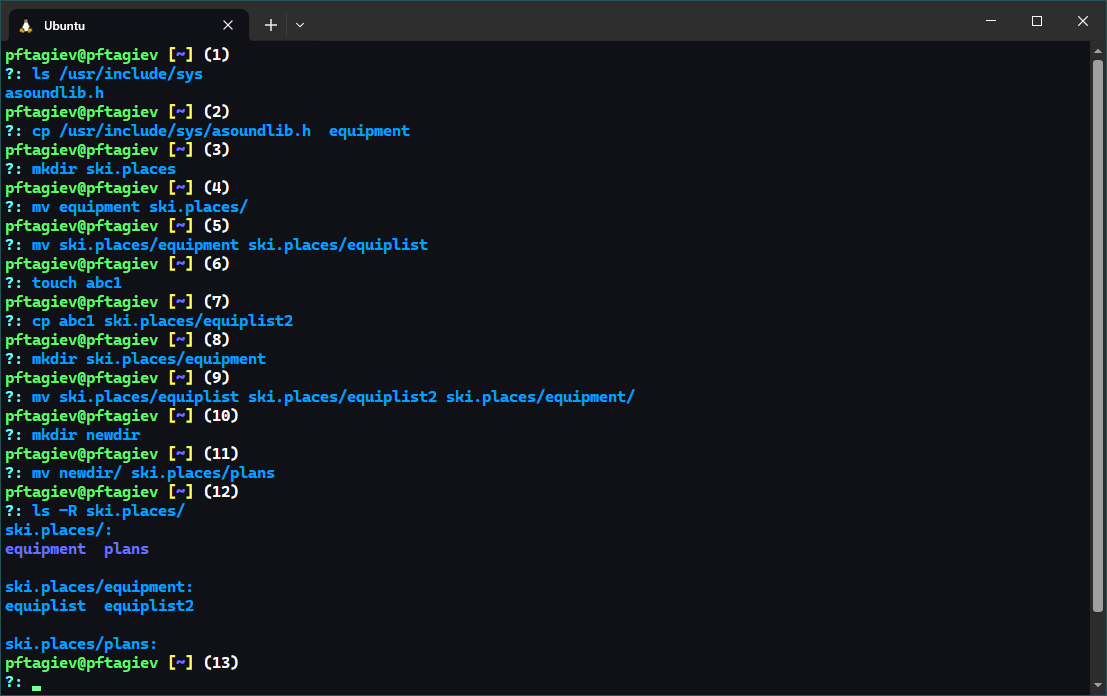 Ubuntu
pftagiev@pftagiev [~] (1)
?: ls /usr/include/sys
asoundlib.h
pftagiev@pftagiev [~] (2)
?: cp /usr/include/sys/asoundlib.h  equipment
pftagiev@pftagiev [~] (3)
?: mkdir ski.places
pftagiev@pftagiev [~] (4)
?: mv equipment ski.places/
pftagiev@pftagiev [~] (5)
?: mv ski.places/equipment ski.places/equiplist
pftagiev@pftagiev [~] (6)
?: touch abc1
pftagiev@pftagiev [~] (7)
?: cp abc1 ski.places/equiplist2
pftagiev@pftagiev [~] (8)
?: mkdir ski.places/equipment
pftagiev@pftagiev [~] (9)
?: mv ski.places/equiplist ski.places/equiplist2 ski.places/equipment/
pftagiev@pftagiev [~] (10)
?: mkdir newdir
pftagiev@pftagiev [~] (11)
?: mv newdir/ ski.places/plans
pftagiev@pftagiev [~] (12)
?: ls -R ski.places/
ski.places/:
equipment  plans
ski.places/equipment:
equiplist  equiplist2
ski.places/plans:
pftagiev@pftagiev [~] (13)
?: